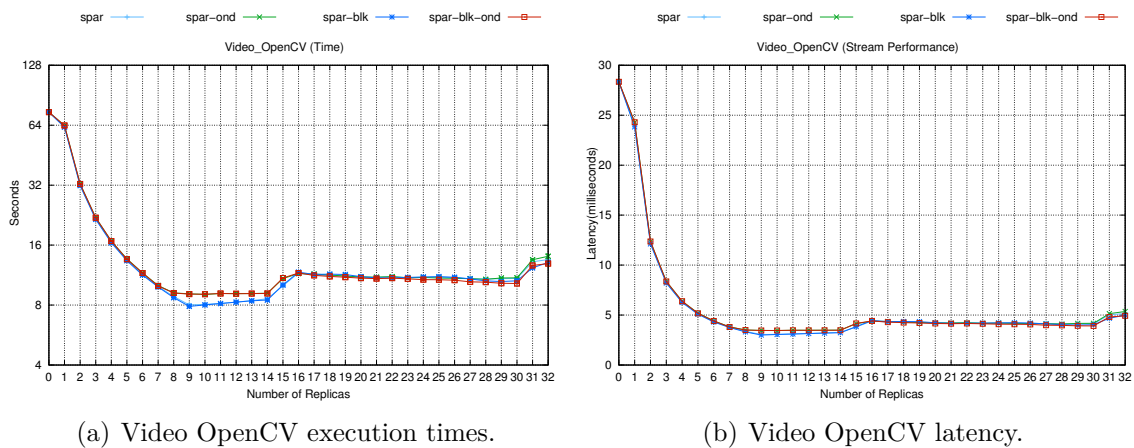 spar spar-ond spar-blk spar-blk-ond
Video_OpenCV (Time)
128
64
32
16
8
4
Seconds
0 1 2 3 4 5 6 7 8 9 10 11 12 13 14 15 16 17 18 19 20 21 22 23 24 25 26 27 28 29 30 31 32
Number of Replicas
(a) Video OpenCV execution times.
spar spar-ond spar-blk spar-blk-ond
Video_OpenCV (Stream Performance)
30
25
20
15
10
5
0
Latency(milliseconds)
0 1 2 3 4 5 6 7 8 9 10 11 12 13 14 15 16 17 18 19 20 21 22 23 24 25 26 27 28 29 30 31 32
Number of Replicas
(b) Video OpenCV latency.